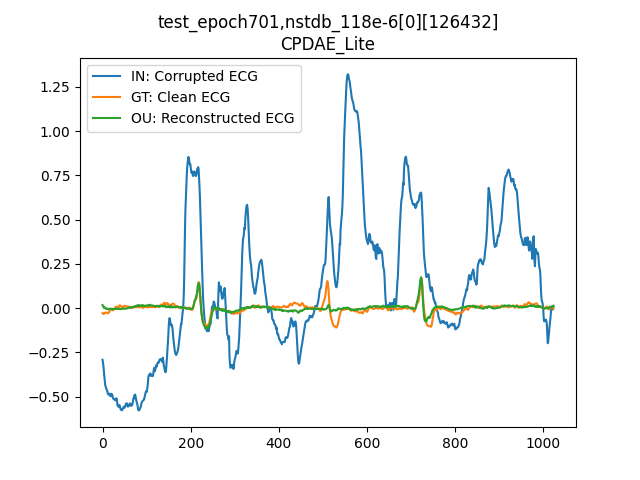 test_epoch701,nstdb_118e-6[0][126432]
CPDAE_Lite
IN: Corrupted ECG
GT: Clean ECG
OU: Reconstructed ECG
1.25
1.00
0.75
0.50
0.25
0.00
−0.25
−0.50
0 200 400 600 800 1000